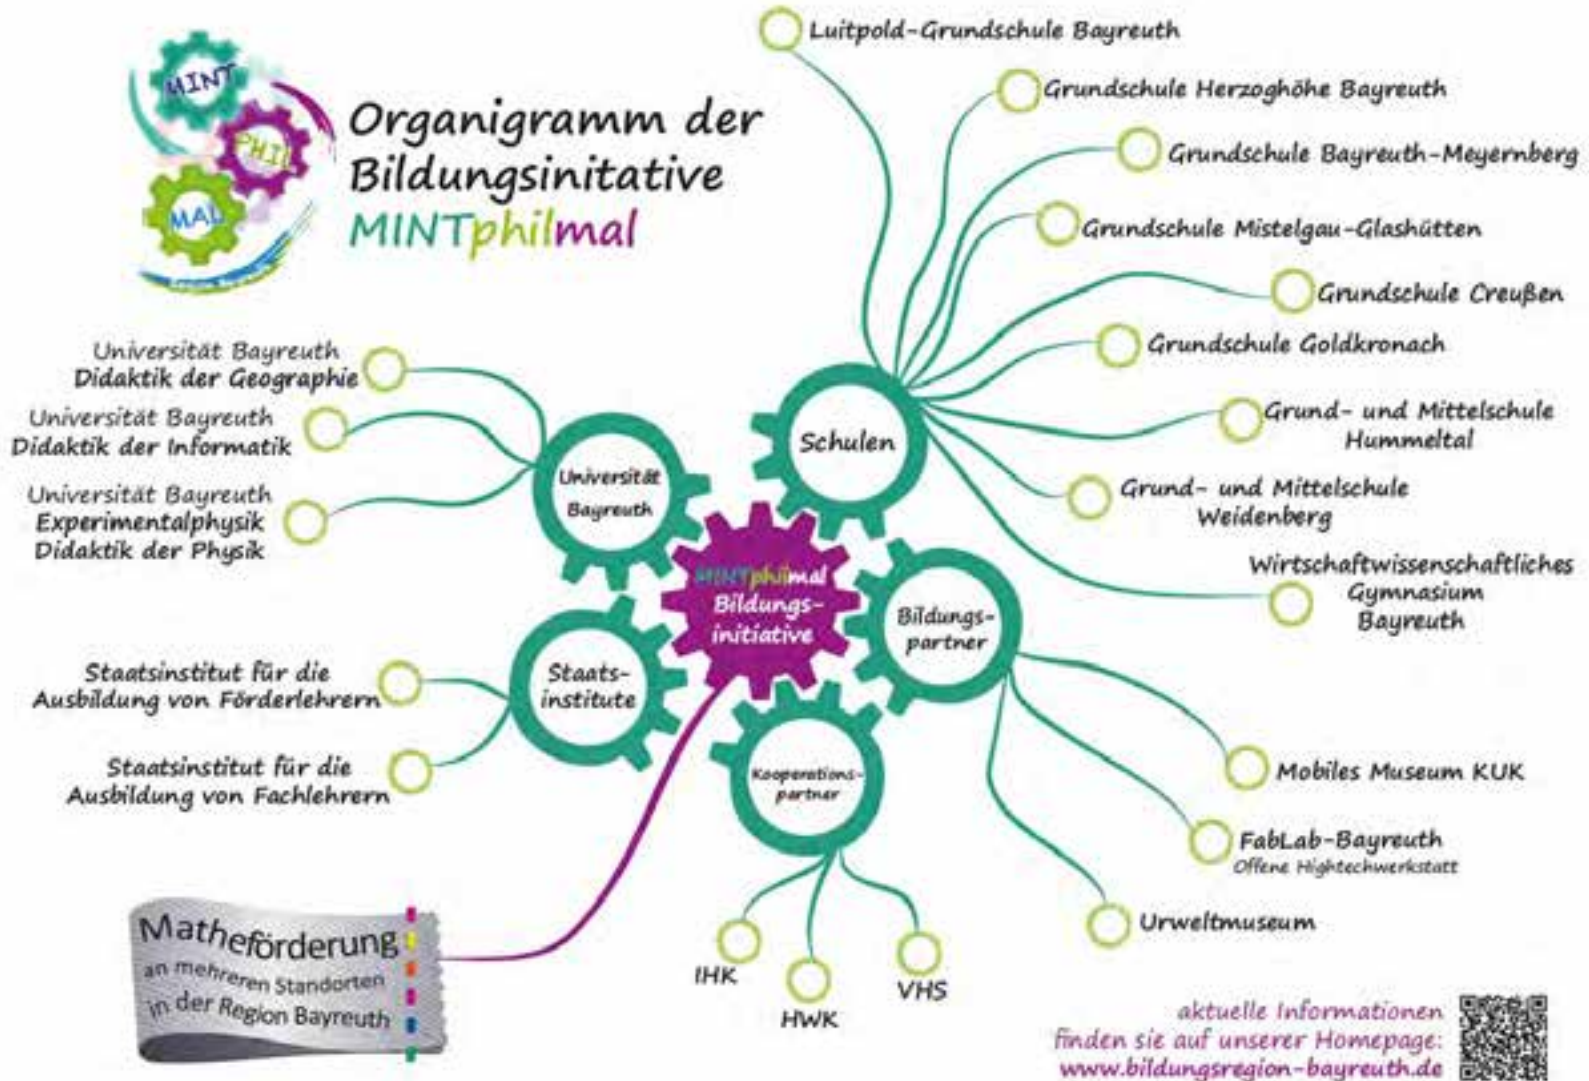 MINT
PHIL
MAL
Organigramm der
Bildungsinitative
MINTphilmal
Luitpold-Grundschule Bayreuth
Grundschule Herzoghöhe Bayreuth
Grundschule Bayreuth-Meyernberg
Grundschule Mistelgau-Glashütten
Grundschule Creußen
Grundschule Goldkronach
Grund- und Mittelschule
Hummeltal
Grund- und Mittelschule
Weidenberg
Wirtschaftwissenschaftliches
Gymnasium
Bayreuth
Schulen
Universität Bayreuth
Didaktik der Geographie
Universität Bayreuth
Didaktik der Informatik
Universität Bayreuth
Experimentalphysik
Didaktik der Physik
Universität
Bayreuth
MINTphilmal
Bildungs-
initiative
Bildungs-
partner
Staats-
institute
Staatsinstitut für die
Ausbildung von Förderlehrern
Staatsinstitut für die
Ausbildung von Fachlehrern
Kooperations-
partner
Mobiles Museum KUK
FabLab-Bayreuth
Offene Hightechwerkstatt
Urweltmuseum
IHK
HWK
VHS
Matheförderung
an mehreren Standorten
in der Region Bayreuth
aktuelle Informationen
finden sie auf unserer Homepage:
www.bildungsregion-bayreuth.de